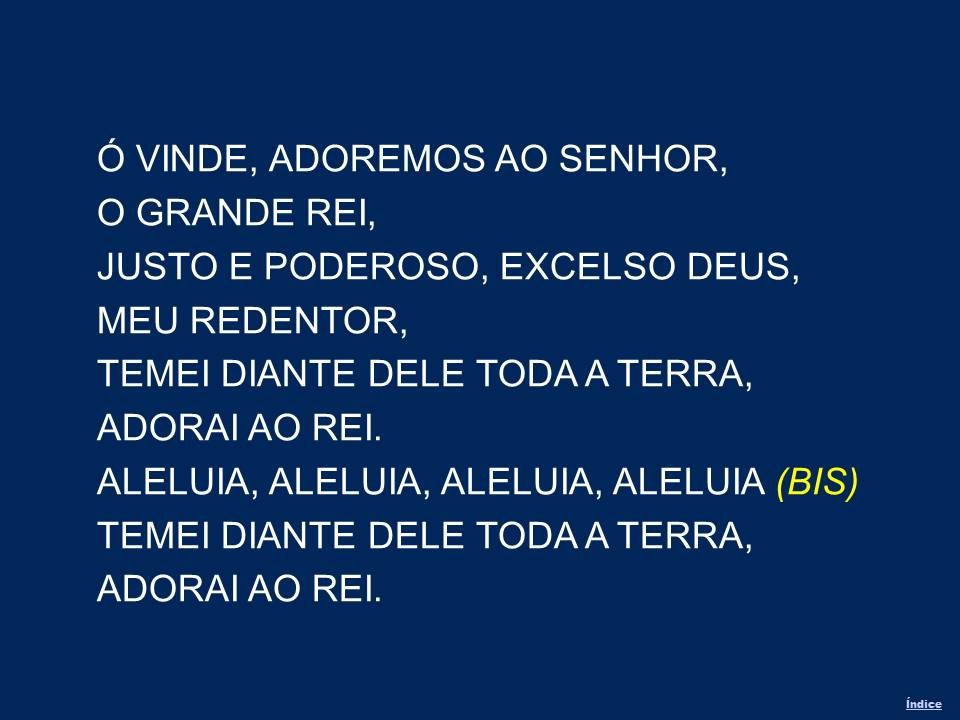 Ó VINDE, ADOREMOS AO SENHOR,
O GRANDE REI,
JUSTO E PODEROSO, EXCELSO DEUS,
MEU REDENTOR,
TEMEI DIANTE DELE TODA A TERRA,
ADORAI AO REI.
ALELUIA, ALELUIA, ALELUIA, ALELUIA (BIS)
TEMEI DIANTE DELE TODA A TERRA,
ADORAI AO REI.
Índice